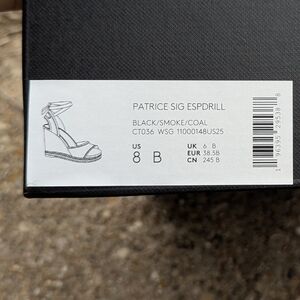 PATRICE SIG ESPDRILL
BLACK/SMOKE/COAL
CT036 WSG 11000148US25
US
8 B
UK 6 B
EUR 38.5B
CN 245 B